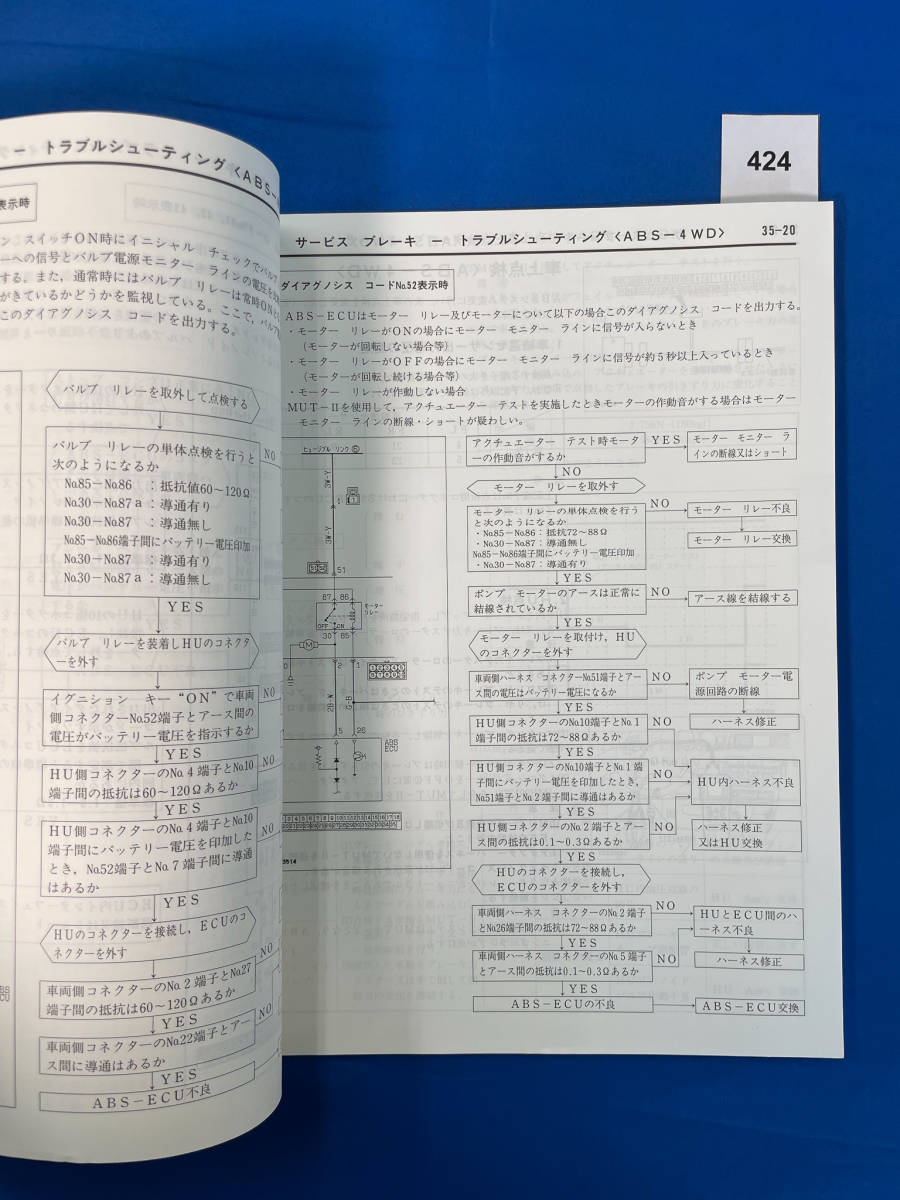 424
― トラブルシューティング〈ABS―
表示時
ン スイッチON時にイニシャル チェックでバルブ
ーへの信号とバルブ電源モニター ラインの電圧を
する。また，通常時にはバルブ リレーは常時ON
がきているかどうかを監視している。ここで，バルブ
このダイアグノシス コードを出力する。
バルブ リレーを取外して点検する
バルブ リレーの単体点検を行うと
次のようになるか
No.85－No.86 ：抵抗値60～120Ω
No.30－No.87a：導通有り
No.30－No.87 ：導通無し
No.85－No.86端子間にバッテリー電圧印加
No.30－No.87 ：導通有り
No.30－No.87a：導通無し
NO
YES
バルブ リレーを装着しHUのコネクタ
ーを外す
イグニション キー“ON”で車両
側コネクターNo.52端子とアース間の
電圧がバッテリー電圧を指示するか
NO
YES
HU側コネクターのNo.4端子とNo.10
端子間の抵抗は60～120Ωあるか
NO
YES
HU側コネクターのNo.4端子とNo.10
端子間にバッテリー電圧を印加した
とき，No.52端子とNo.7端子間に導通
はあるか
NO
YES
HUのコネクターを接続し，ECUのコ
ネクターを外す
NO
車両側コネクターのNo.2端子とNo.27
端子間の抵抗は60～120Ωあるか
YES
NO
車両側コネクターのNo.22端子とアー
ス間に導通はあるか
YES
ABS－ECU不良
サービス ブレーキ ― トラブルシューティング〈ABS－4WD〉
35-20
ダイアグノシス コードNo.52表示時
ABS－ECUはモーター リレー及びモーターについて以下の場合このダイアグノシス コードを出力する。
・モーター リレーがONの場合にモーター モニター ラインに信号が入らないとき
（モーターが回転しない場合等）
・モーター リレーがOFFの場合にモーター モニター ラインに信号が約5秒以上入っているとき
（モーターが回転し続ける場合等）
・モーター リレーが作動しない場合
MUT－IIを使用して，アクチュエーター テストを実施したときモーターの作動音がする場合はモーター
モニター ラインの断線・ショートが疑わしい。
ヒュージブル リンク©
3W-Y
1
3W-Y
51
87 86
モーター
リレー
OFF ON
30 85
M
2 1
2B-W
G-B
5 26
ABS
ECU
3514
アクチュエーター テスト時モータ
ーの作動音がするか
YES
モーター モニター ラ
インの断線又はショート
NO
モーター リレーを取外す
モーター リレーの単体点検を行う
と次のようになるか
・No.85－No.86：抵抗72～88Ω
・No.30－No.87：導通無し
No.85－No.86端子間にバッテリー電圧印加
・No.30－No.87：導通有り
NO
モーター リレー不良
モーター リレー交換
YES
ポンプ モーターのアースは正常に
結線されているか
NO
アース線を結線する
YES
モーター リレーを取付け，HU
のコネクターを外す
車両側ハーネス コネクターNo.51端子とアー
ス間の電圧はバッテリー電圧になるか
NO
ポンプ モーター電
源回路の断線
ハーネス修正
YES
HU側コネクターのNo.10端子とNo.1
端子間の抵抗は72～88Ωあるか
NO
YES
HU側コネクターのNo.10端子とNo.1端
子間にバッテリー電圧を印加したとき，
No.51端子とNo.2端子間に導通はあるか
NO
HU内ハーネス不良
YES
HU側コネクターのNo.2端子とアー
ス間の抵抗は0.1～0.3Ωあるか
NO
ハーネス修正
又はHU交換
YES
HUのコネクターを接続し，
ECUのコネクターを外す
車両側ハーネス コネクターのNo.2端子
とNo.26端子間の抵抗は72～88Ωあるか
NO
HUとECU間のハ
ーネス不良
YES
車両側ハーネス コネクターのNo.5端子
とアース間の抵抗は0.1～0.3Ωあるか
NO
ハーネス修正
YES
ABS－ECUの不良
ABS－ECU交換